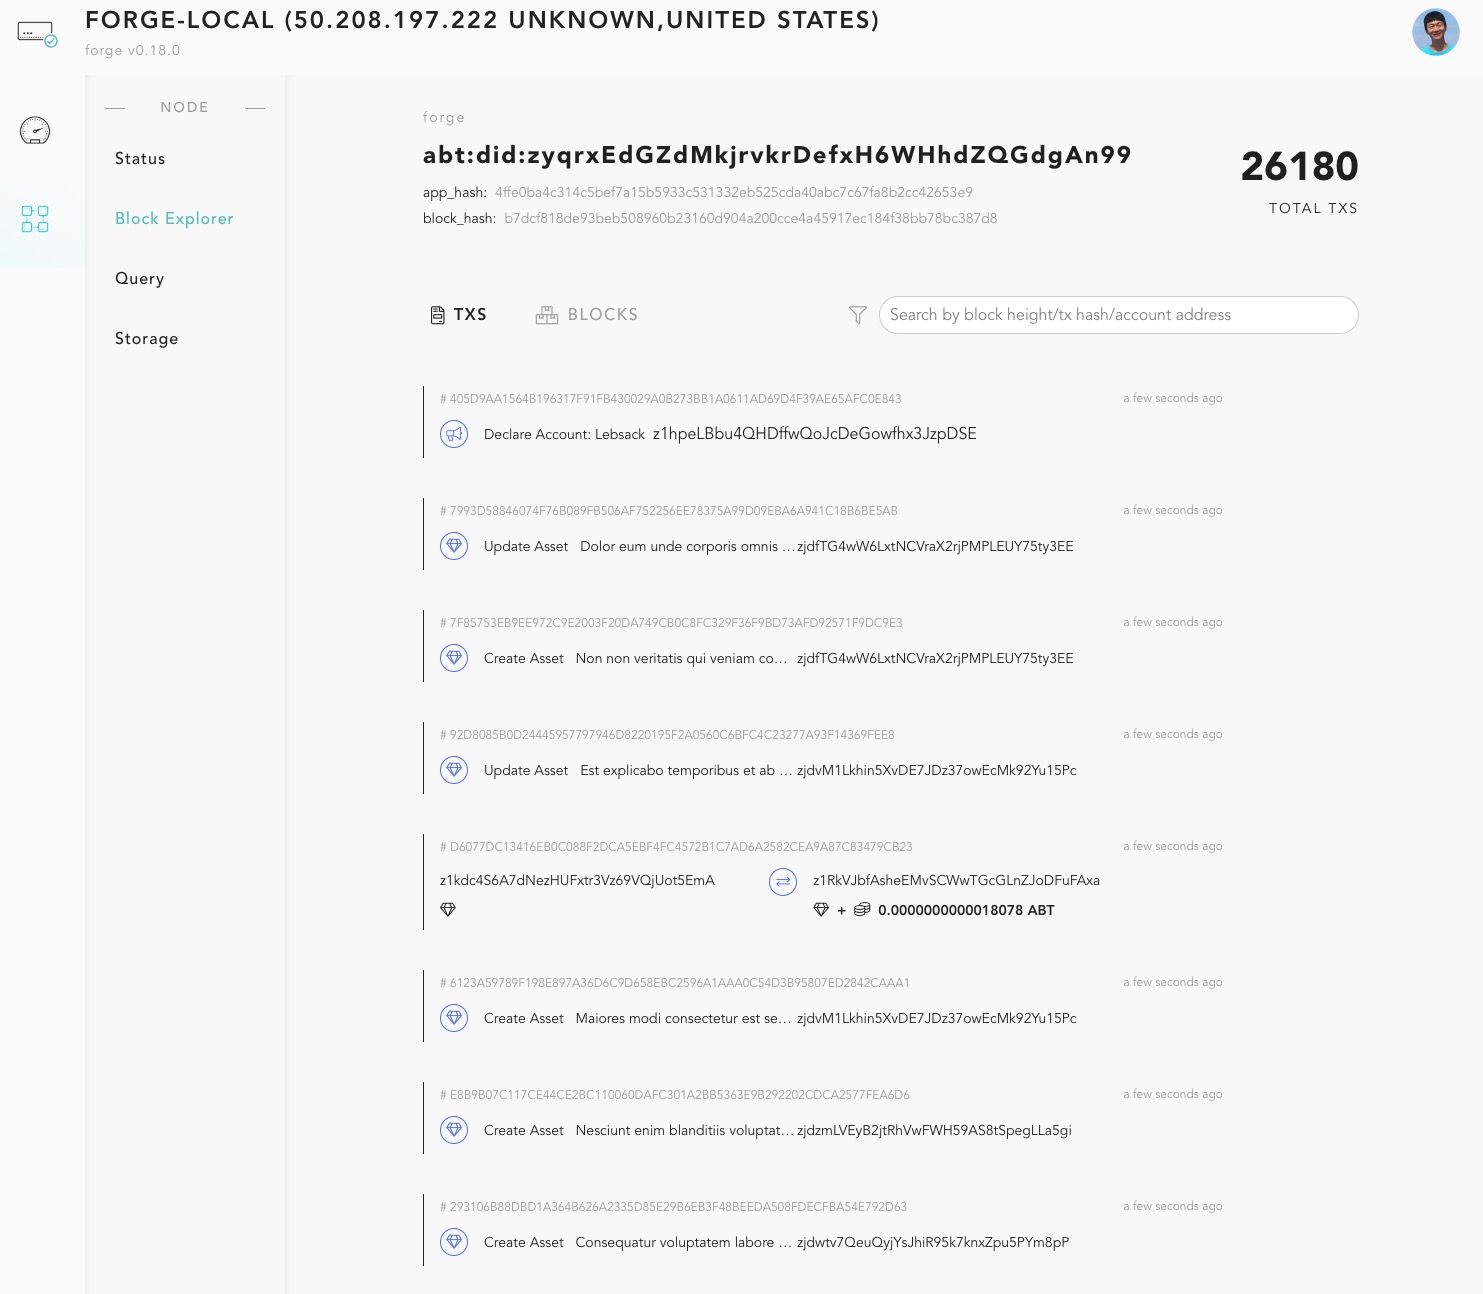 FORGE-LOCAL (50.208.197.222 UNKNOWN,UNITED STATES)
forge v0.18.0
NODE
Status
Block Explorer
Query
Storage
forge
abt:did:zyqrxEdGZdMkjrvkrDefxH6WHhdZQGdgAn99
app_hash: 4ffe0ba4c314c5bef7a15b5933c531332eb525cda40abc7c67fa8b2cc42653e9
block_hash: b7dcf818de93beb508960b23160d904a200cce4a45917ec184f38bb78bc387d8
26180
TOTAL TXS
TXS
BLOCKS
Search by block height/tx hash/account address
# 405D9AA1564B196317F91FB430029A0B273BB1A0611AD69D4F39AE65AFC0E843 a few seconds ago
Declare Account: Lebsack z1hpeLBbu4QHDffwQoJcDeGowfhx3JzpDSE
# 7993D58846074F76B089FB506AF752256EE78375A99D09EBA6A941C18B6BE5AB a few seconds ago
Update Asset Dolor eum unde corporis omnis ... zjdfTG4wW6LxtNCVraX2rjPMPLEUY75ty3EE
# 7F85753EB9EE972C9E2003F20DA749CB0C8FC329F36F9BD73AFD92571F9DC9E3 a few seconds ago
Create Asset Non non veritatis qui veniam co... zjdfTG4wW6LxtNCVraX2rjPMPLEUY75ty3EE
# 92D8085B0D24445957797946D8220195F2A0560C6BFC4C23277A93F14369FEE8 a few seconds ago
Update Asset Est explicabo temporibus et ab ... zjdvM1Lkhin5XvDE7JDz37owEcMk92Yu15Pc
# D6077DC13416EB0C088F2DCA5EBF4FC4572B1C7AD6A2582CEA9A87C83479CB23 a few seconds ago
z1kdc4S6A7dNezHUFxtr3Vz69VQjUot5EmA z1RkVJbfAsheEMvSCWwTGcGLnZJoDFuFAxa
+ 0.0000000000018078 ABT
# 6123A59789F198E897A36D6C9D658EBC2596A1AAA0C54D3B95807ED2842CAAA1 a few seconds ago
Create Asset Maiores modi consectetur est se... zjdvM1Lkhin5XvDE7JDz37owEcMk92Yu15Pc
# E8B9B07C117CE44CE2BC110060DAFC301A2BB5363E9B292202CDCA2577FEA6D6 a few seconds ago
Create Asset Nesciunt enim blanditiis voluptat... zjdzmLVEyB2jtRhVwFWH59AS8tSpegLLa5gi
# 293106B88DBD1A364B626A2335D85E29B6EB3F48BEEDA508FDECFBA54E792D63 a few seconds ago
Create Asset Consequatur voluptatem labore ... zjdwtv7QeuQyjYsJhiR95k7knxZpu5PYm8pP